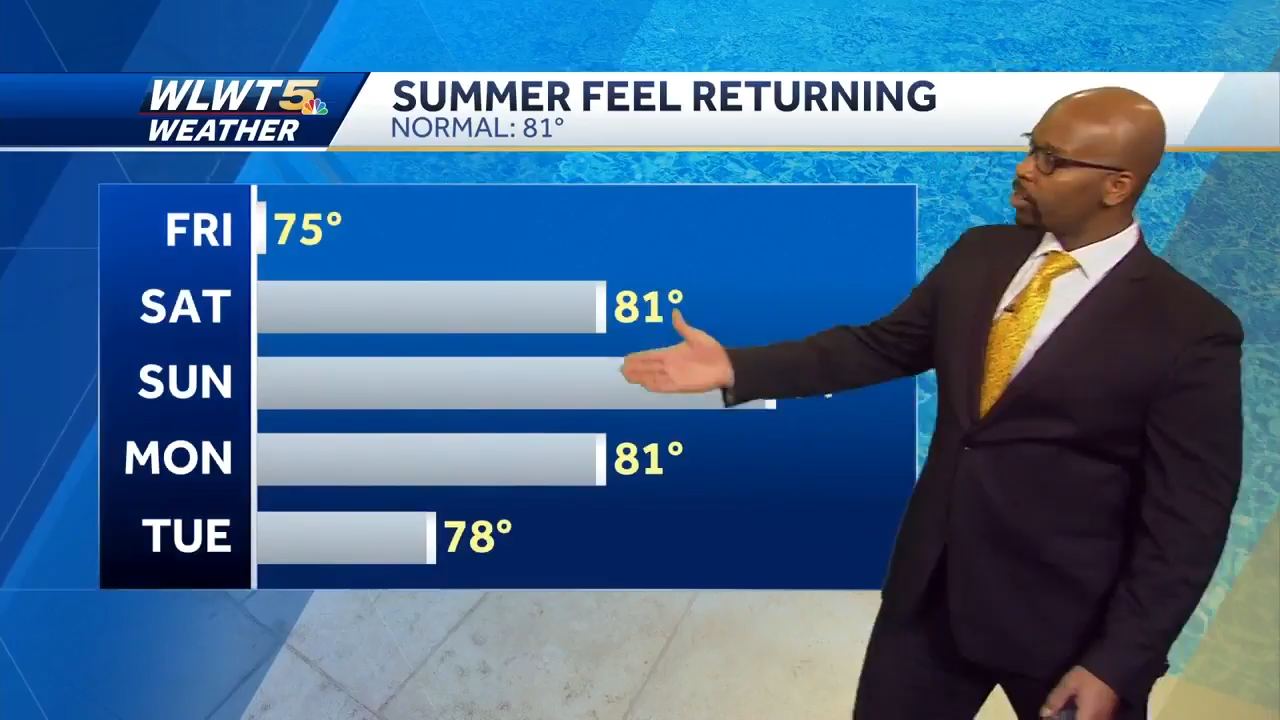 WLWT5
WEATHER
SUMMER FEEL RETURNING
NORMAL: 81°
FRI 75°
SAT 81°
SUN
MON 81°
TUE 78°